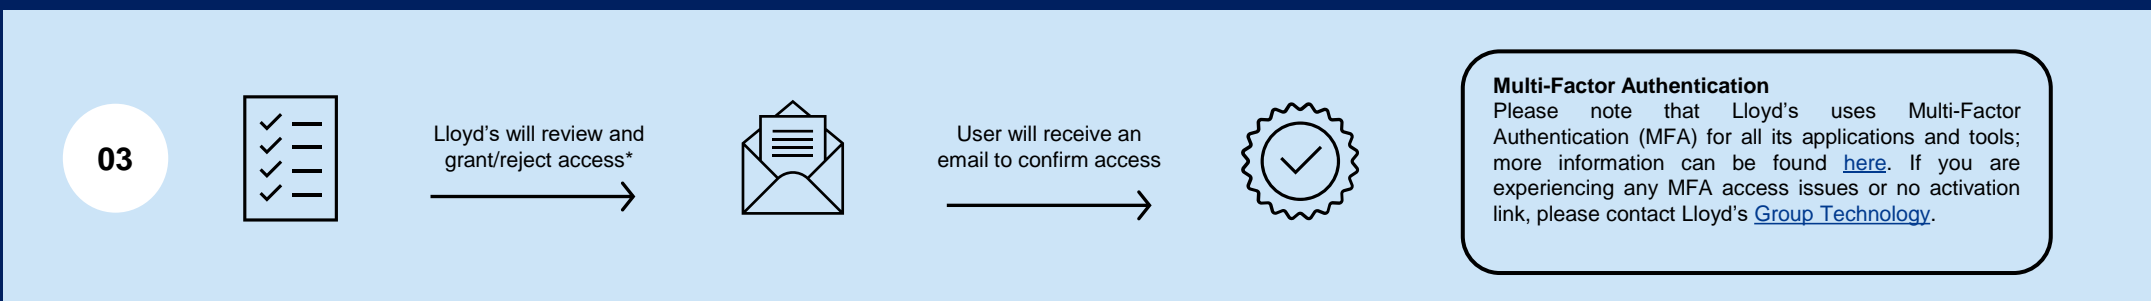 03
Lloyd's will review and
grant/reject access*
User will receive an
email to confirm access
Multi-Factor Authentication
Please note that Lloyd's uses Multi-Factor
Authentication (MFA) for all its applications and tools;
more information can be found here. If you are
experiencing any MFA access issues or no activation
link, please contact Lloyd's Group Technology.